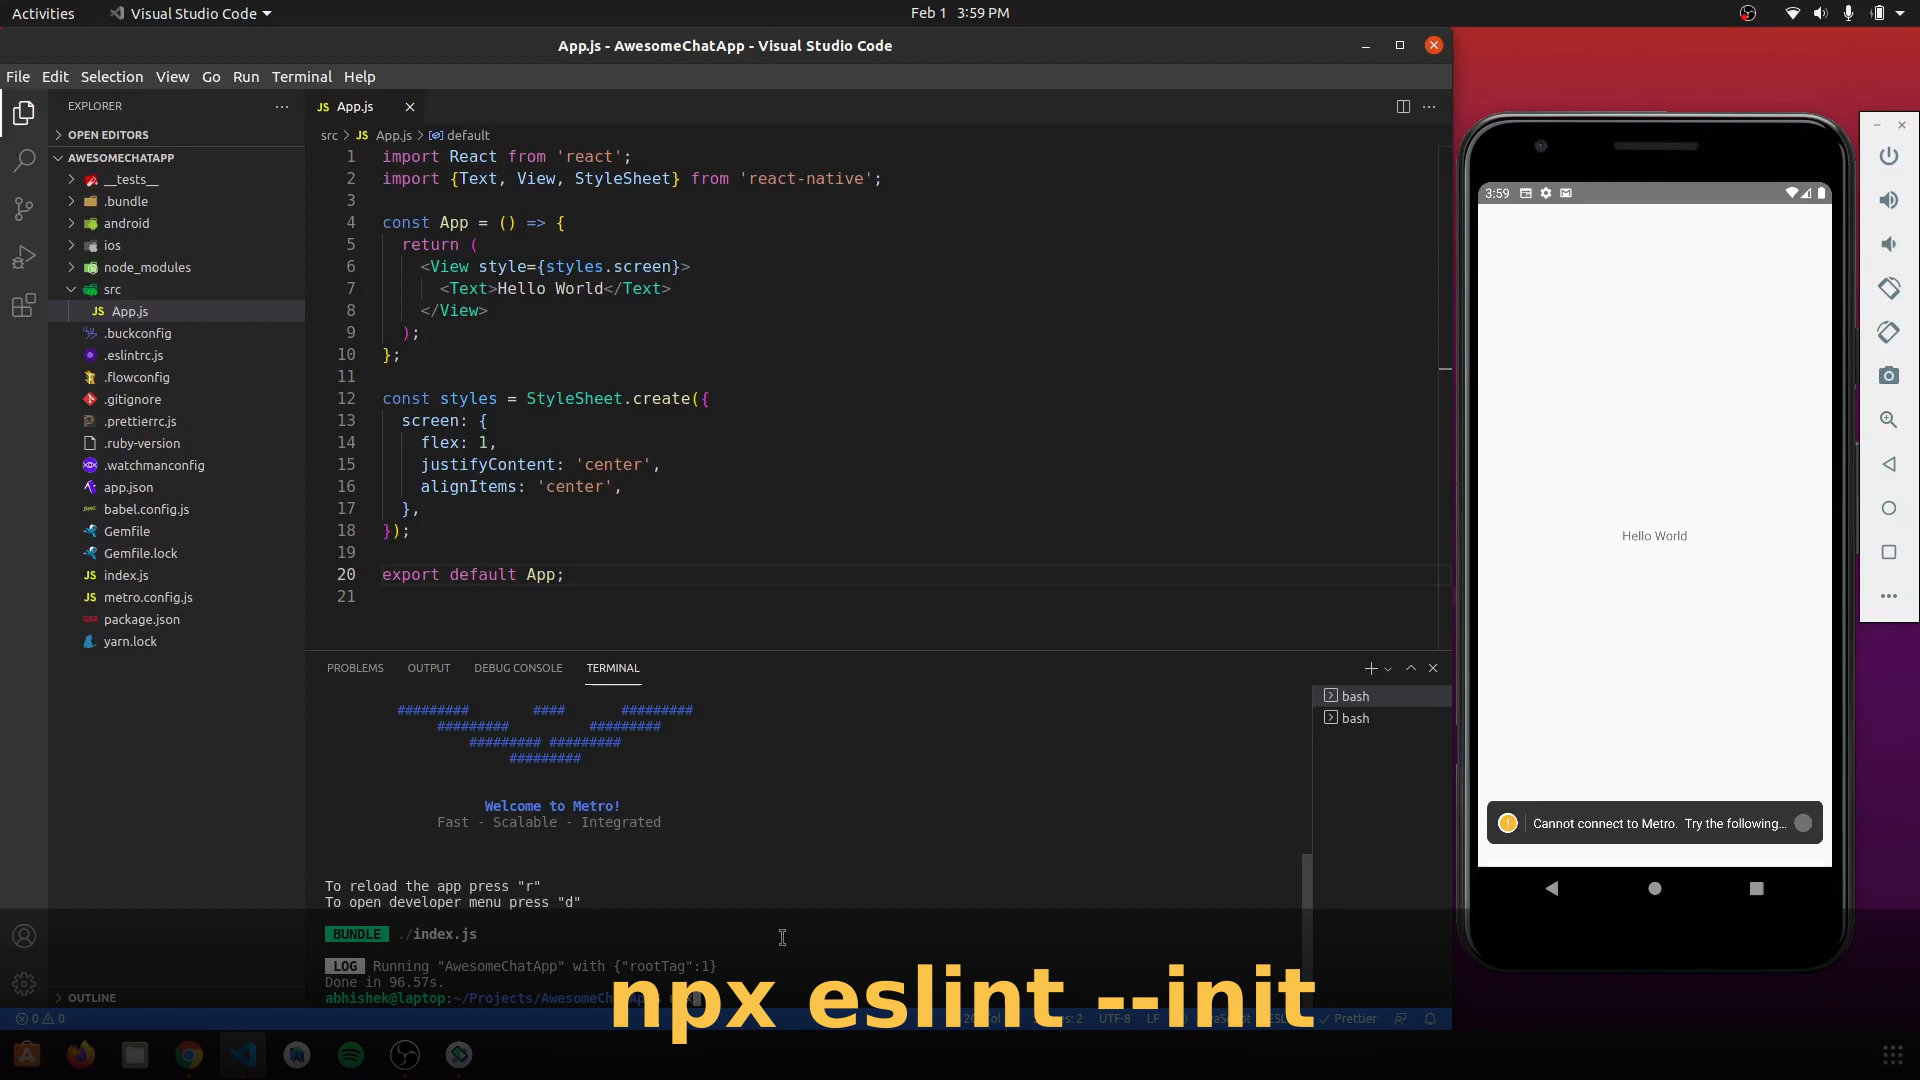 Activities
Visual Studio Code
Feb 1 3:59 PM
App.js - AwesomeChatApp - Visual Studio Code
File Edit Selection View Go Run Terminal Help
EXPLORER
OPEN EDITORS
AWESOMECHATAPP
__tests__
.bundle
android
ios
node_modules
src
App.js
.buckconfig
.eslintrc.js
.flowconfig
.gitignore
.prettierrc.js
.ruby-version
.watchmanconfig
app.json
babel.config.js
Gemfile
Gemfile.lock
index.js
metro.config.js
package.json
yarn.lock
OUTLINE
JS App.js
src > JS App.js > default
1 import React from 'react';
2 import {Text, View, StyleSheet} from 'react-native';
3
4 const App = () => {
5 return (
6 <View style={styles.screen}>
7 <Text>Hello World</Text>
8 </View>
9 );
10 };
11
12 const styles = StyleSheet.create({
13 screen: {
14 flex: 1,
15 justifyContent: 'center',
16 alignItems: 'center',
17 },
18 });
19
20 export default App;
21
PROBLEMS OUTPUT DEBUG CONSOLE TERMINAL
bash
bash
######### #### #########
######### #########
######### #########
#########
Welcome to Metro!
Fast - Scalable - Integrated
To reload the app press "r"
To open developer menu press "d"
BUNDLE ./index.js
LOG Running "AwesomeChatApp" with {"rootTag":1}
Done in 96.57s.
abhishek@laptop:~/Projects/AwesomeCh
npx eslint --init
0 0
UTF-8 LF
Prettier
3:59
Hello World
Cannot connect to Metro. Try the following...